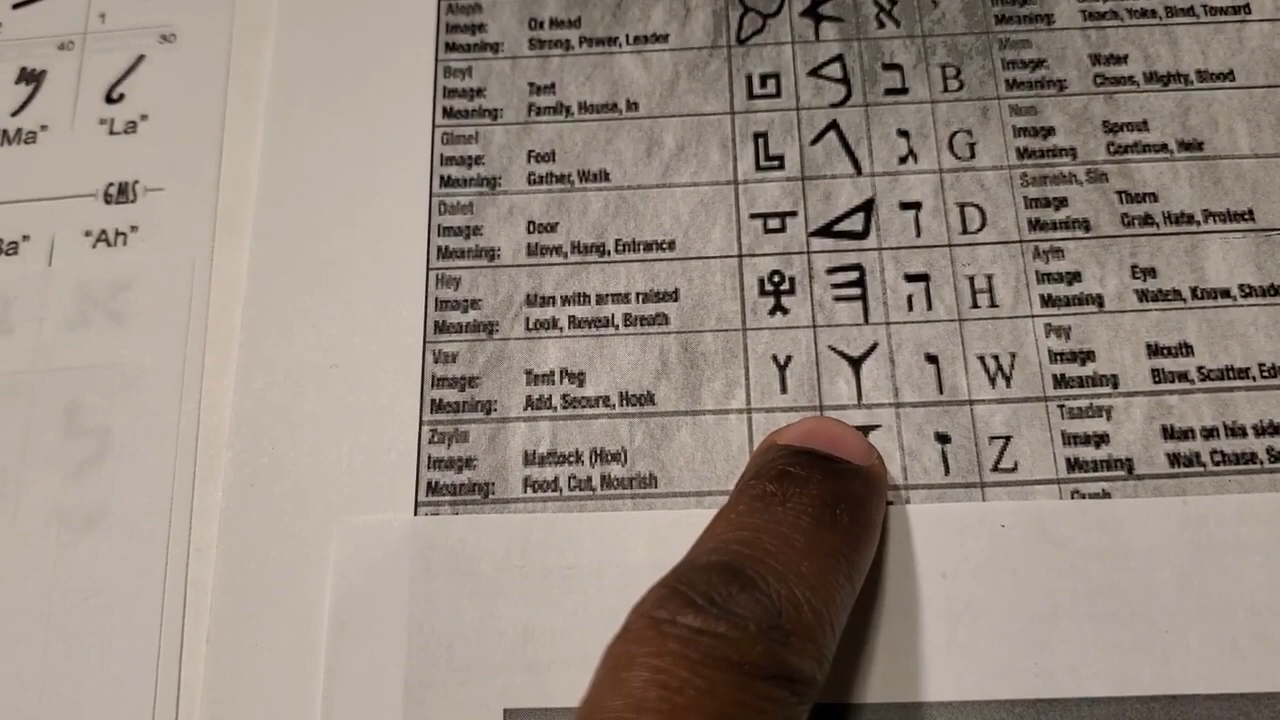 Aleph
Image: Ox Head
Meaning: Strong, Power, Leader
א
Meaning: Teach, Yoke, Bind, Toward
Beyt
Image: Tent
Meaning: Family, House, In
ב B
Mem
Image: Water
Meaning: Chaos, Mighty, Blood
Gimel
Image: Foot
Meaning: Gather, Walk
ג G
Nun
Image Sprout
Meaning Continue, Heir
Dalet
Image: Door
Meaning: Move, Hang, Entrance
ד D
Samehh, Sin
Image Thorn
Meaning Grab, Hate, Protect
Hey
Image: Man with arms raised
Meaning: Look, Reveal, Breath
ה H
Ayin
Image Eye
Meaning Watch, Know,
Vav
Image: Tent Peg
Meaning: Add, Secure, Hook
Y Y ו W
Pey
Image Mouth
Meaning Blow, Scatter,
Zayin
Image: Mattock (Hoe)
Meaning: Food, Cut, Nourish
ז Z
Tsadey
Image Man on his side
Meaning Wait, Chase,
40 30
"Ma" "La"
GMS
"Ah"